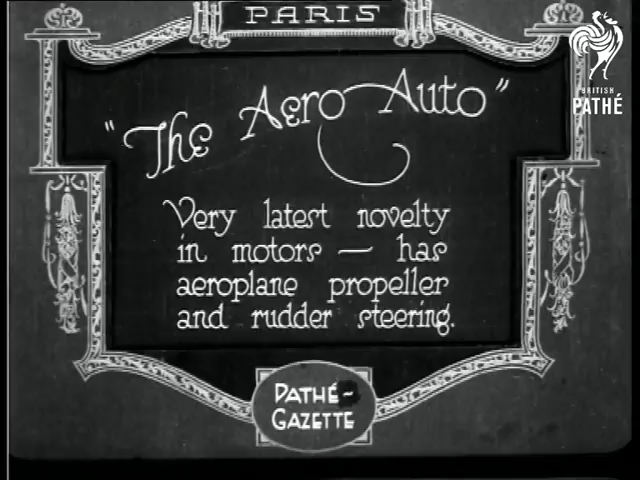 PARIS
BRITISH
PATHÉ
"The Aero Auto"
Very latest novelty
in motors — has
aeroplane propeller
and rudder steering.
PATHÉ-
GAZETTE